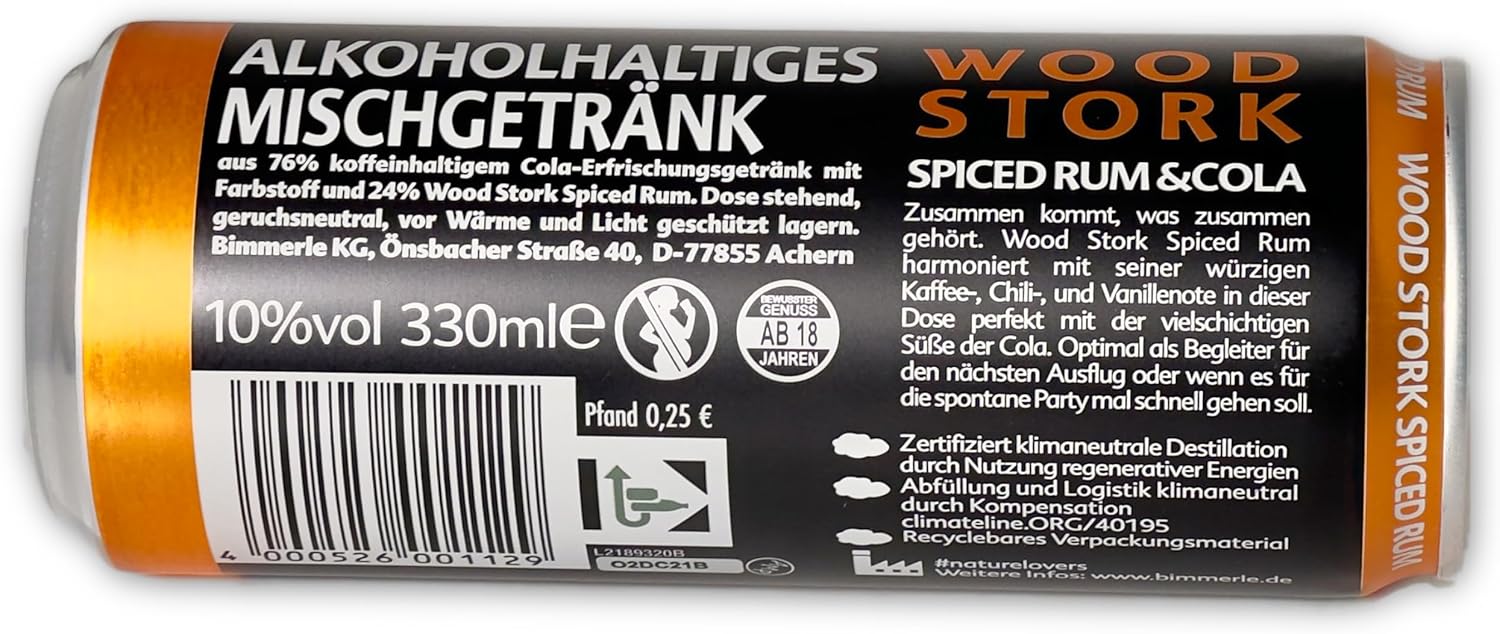 ALKOHOLHALTIGES
MISCHGETRÄNK
aus 76% koffeinhaltigem Cola-Erfrischungsgetränk mit
Farbstoff und 24% Wood Stork Spiced Rum. Dose stehend,
geruchsneutral, vor Wärme und Licht geschützt lagern.
Bimmerle KG, Önsbacher Straße 40, D-77855 Achern
10%vol 330ml e
BEWUSSTER
GENUSS
AB 18
JAHREN
Pfand 0,25 €
4 000526 001129
L2189320B
O2DC21B
WOOD
STORK
SPICED RUM &COLA
Zusammen kommt, was zusammen
gehört. Wood Stork Spiced Rum
harmoniert mit seiner würzigen
Kaffee-, Chili-, und Vanillenote in dieser
Dose perfekt mit der vielschichtigen
Süße der Cola. Optimal als Begleiter für
den nächsten Ausflug oder wenn es für
die spontane Party mal schnell gehen soll.
Zertifiziert klimaneutrale Destillation
durch Nutzung regenerativer Energien
Abfüllung und Logistik klimaneutral
durch Kompensation
climateline.ORG/40195
Recyclebares Verpackungsmaterial
#naturelovers
Weitere Infos: www.bimmerle.de
RUM
WOOD STORK SPICED RUM